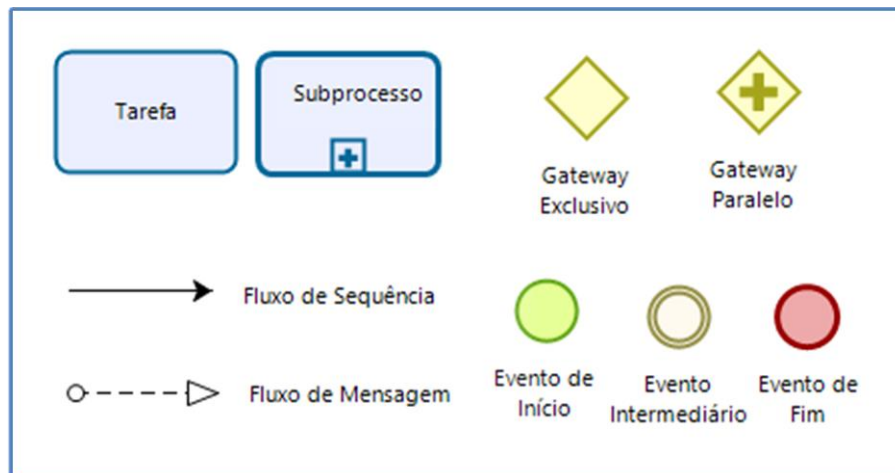 Tarefa
Subprocesso
Gateway
Exclusivo
Gateway
Paralelo
Fluxo de Sequência
Fluxo de Mensagem
Evento de
Início
Evento
Intermediário
Evento de
Fim